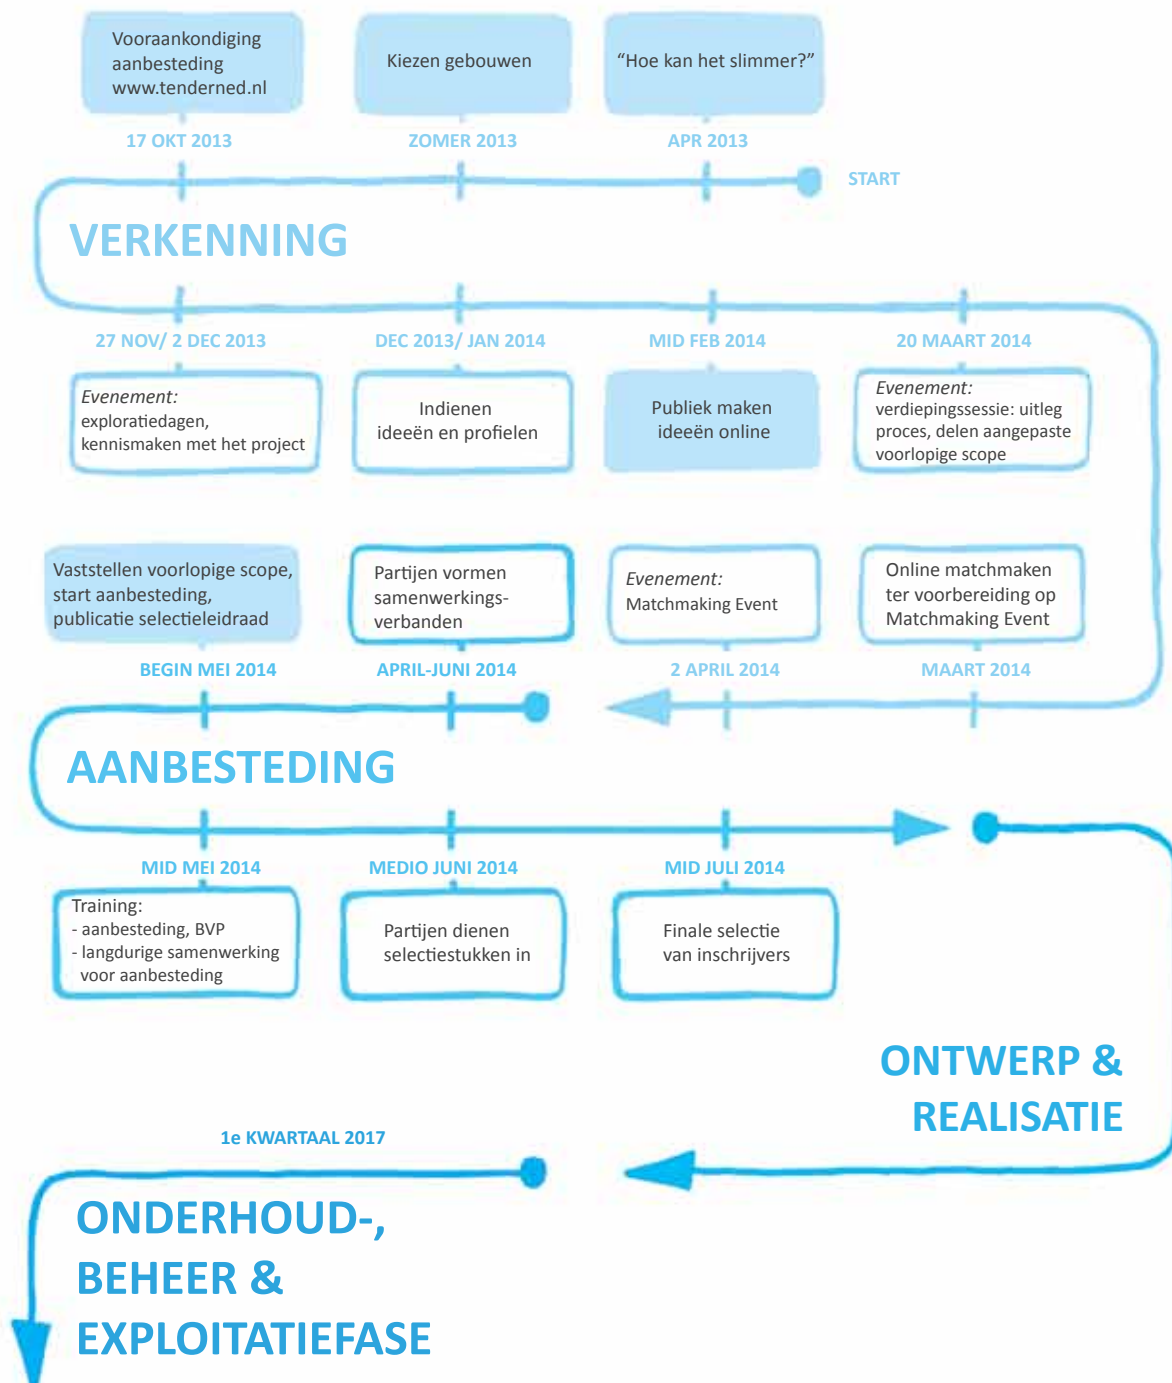 Vooraankondiging
aanbesteding
www.tenderned.nl
Kiezen gebouwen
“Hoe kan het slimmer?”
17 OKT 2013
ZOMER 2013
APR 2013
START
VERKENNING
27 NOV/ 2 DEC 2013
DEC 2013/ JAN 2014
MID FEB 2014
20 MAART 2014
Evenement:
exploratiedagen,
kennismaken met het project
Indienen
ideeën en profielen
Publiek maken
ideeën online
Evenement:
verdiepingssessie: uitleg
proces, delen aangepaste
voorlopige scope
Vaststellen voorlopige scope,
start aanbesteding,
publicatie selectieleidraad
Partijen vormen
samenwerkings-
verbanden
Evenement:
Matchmaking Event
Online matchmaken
ter voorbereiding op
Matchmaking Event
BEGIN MEI 2014
APRIL-JUNI 2014
2 APRIL 2014
MAART 2014
AANBESTEDING
MID MEI 2014
MEDIO JUNI 2014
MID JULI 2014
Training:
- aanbesteding, BVP
- langdurige samenwerking
voor aanbesteding
Partijen dienen
selectiestukken in
Finale selectie
van inschrijvers
ONTWERP &
REALISATIE
1e KWARTAAL 2017
ONDERHOUD-,
BEHEER &
EXPLOITATIEFASE